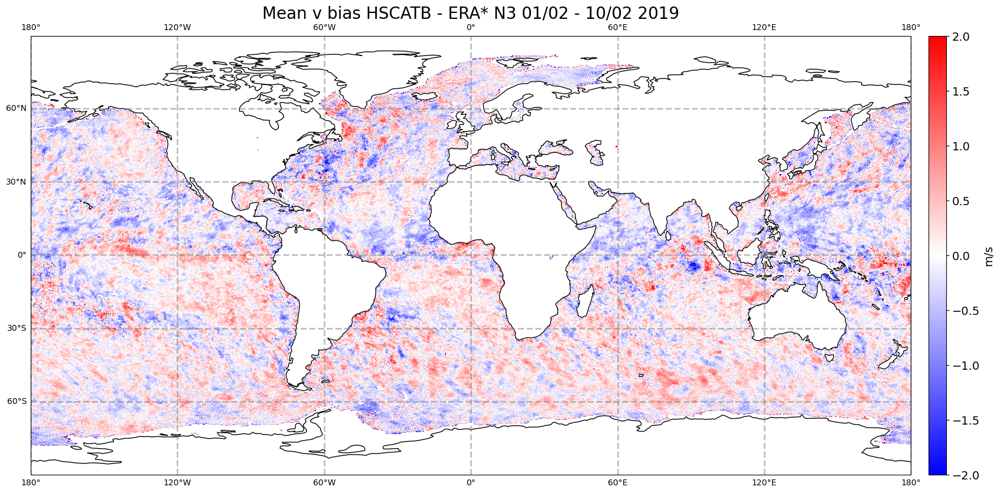 Mean v bias HSCATB - ERA* N3 01/02 - 10/02 2019
180° 120°W 60°W 0° 60°E 120°E 180°
60°N
30°N
0°
30°S
60°S
180° 120°W 60°W 0° 60°E 120°E 180°
2.0
1.5
1.0
0.5
0.0
−0.5
−1.0
−1.5
−2.0
m/s